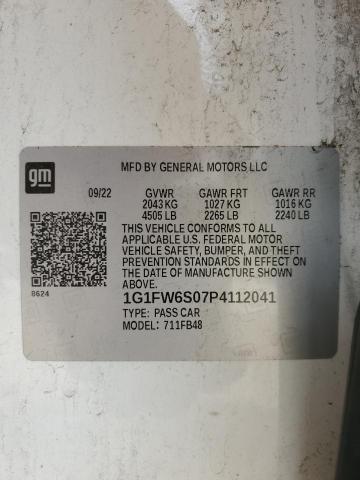 gm
MFD BY GENERAL MOTORS LLC
09/22 GVWR GAWR FRT GAWR RR
2043 KG 1027 KG 1016 KG
4505 LB 2265 LB 2240 LB
THIS VEHICLE CONFORMS TO ALL
APPLICABLE U.S. FEDERAL MOTOR
VEHICLE SAFETY, BUMPER, AND THEFT
PREVENTION STANDARDS IN EFFECT
ON THE DATE OF MANUFACTURE SHOWN
ABOVE.
8624
1G1FW6S07P4112041
TYPE: PASS CAR
MODEL: 711FB48